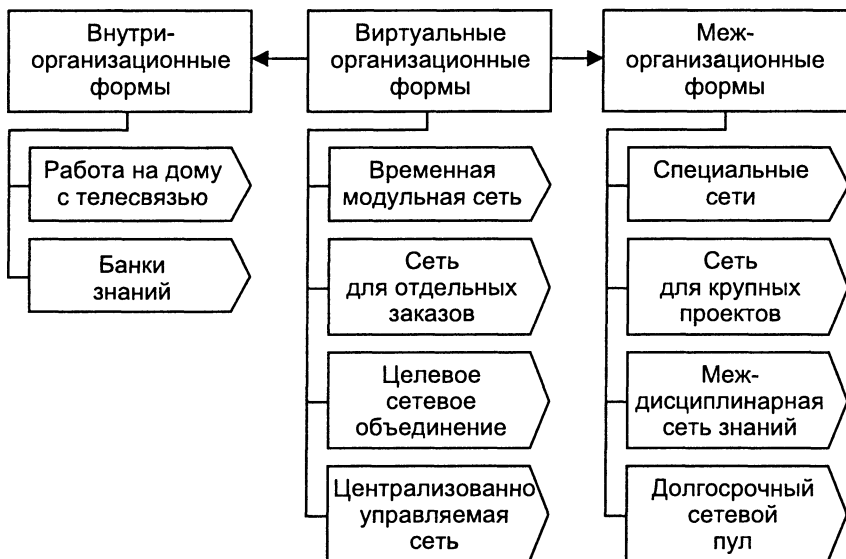 Внутри-
организационные
формы
Виртуальные
организационные
формы
Меж-
организационные
формы
Работа на дому
с телесвязью
Банки
знаний
Временная
модульная сеть
Сеть
для отдельных
заказов
Целевое
сетевое
объединение
Централизованно
управляемая
сеть
Специальные
сети
Сеть
для крупных
проектов
Меж-
дисциплинарная
сеть знаний
Долгосрочный
сетевой
пул